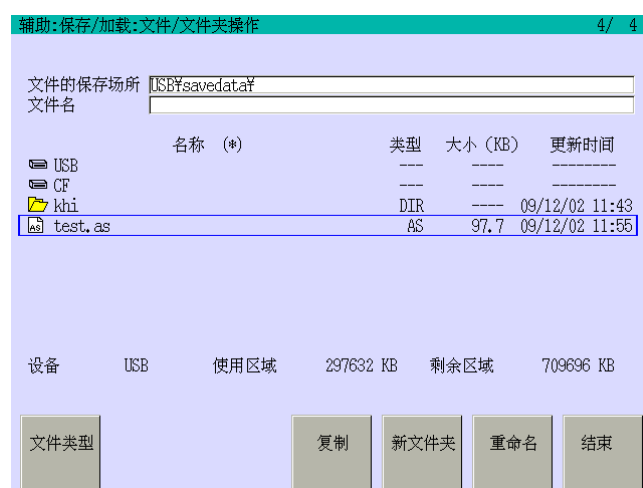 辅助:保存/加载:文件/文件夹操作 4/ 4
文件的保存场所 USB¥savedata¥
文件名
名称 (*) 类型 大小（KB） 更新时间
USB --- ---- --------
CF --- ---- --------
khi DIR ---- 09/12/02 11:43
AS test.as AS 97.7 09/12/02 11:55
设备 USB 使用区域 297632 KB 剩余区域 709696 KB
文件类型 复制 新文件夹 重命名 结束